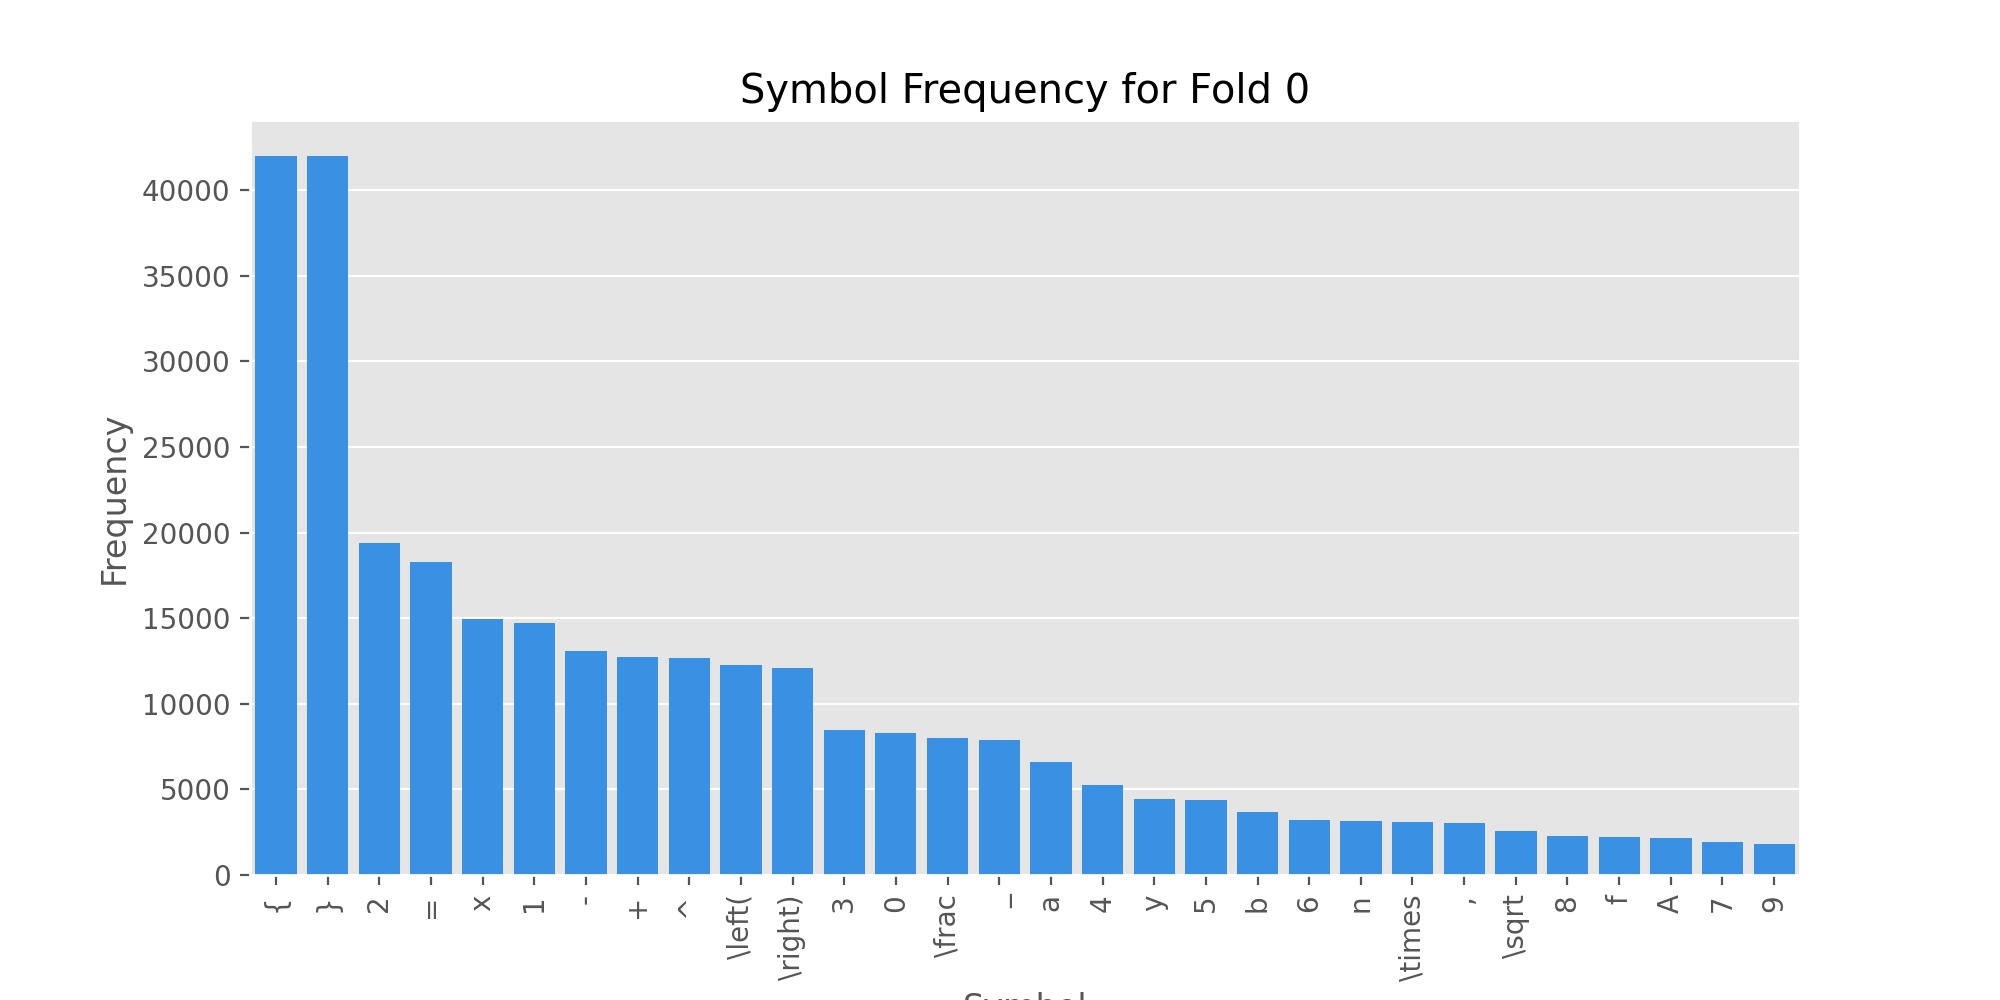 Symbol Frequency for Fold 0
Frequency
40000
35000
30000
25000
20000
15000
10000
5000
0
{ } 2 = x 1 - + ^ \left( \right) 3 0 \frac _ a 4 y 5 b 6 n \times , \sqrt 8 f A 7 9
Symbol